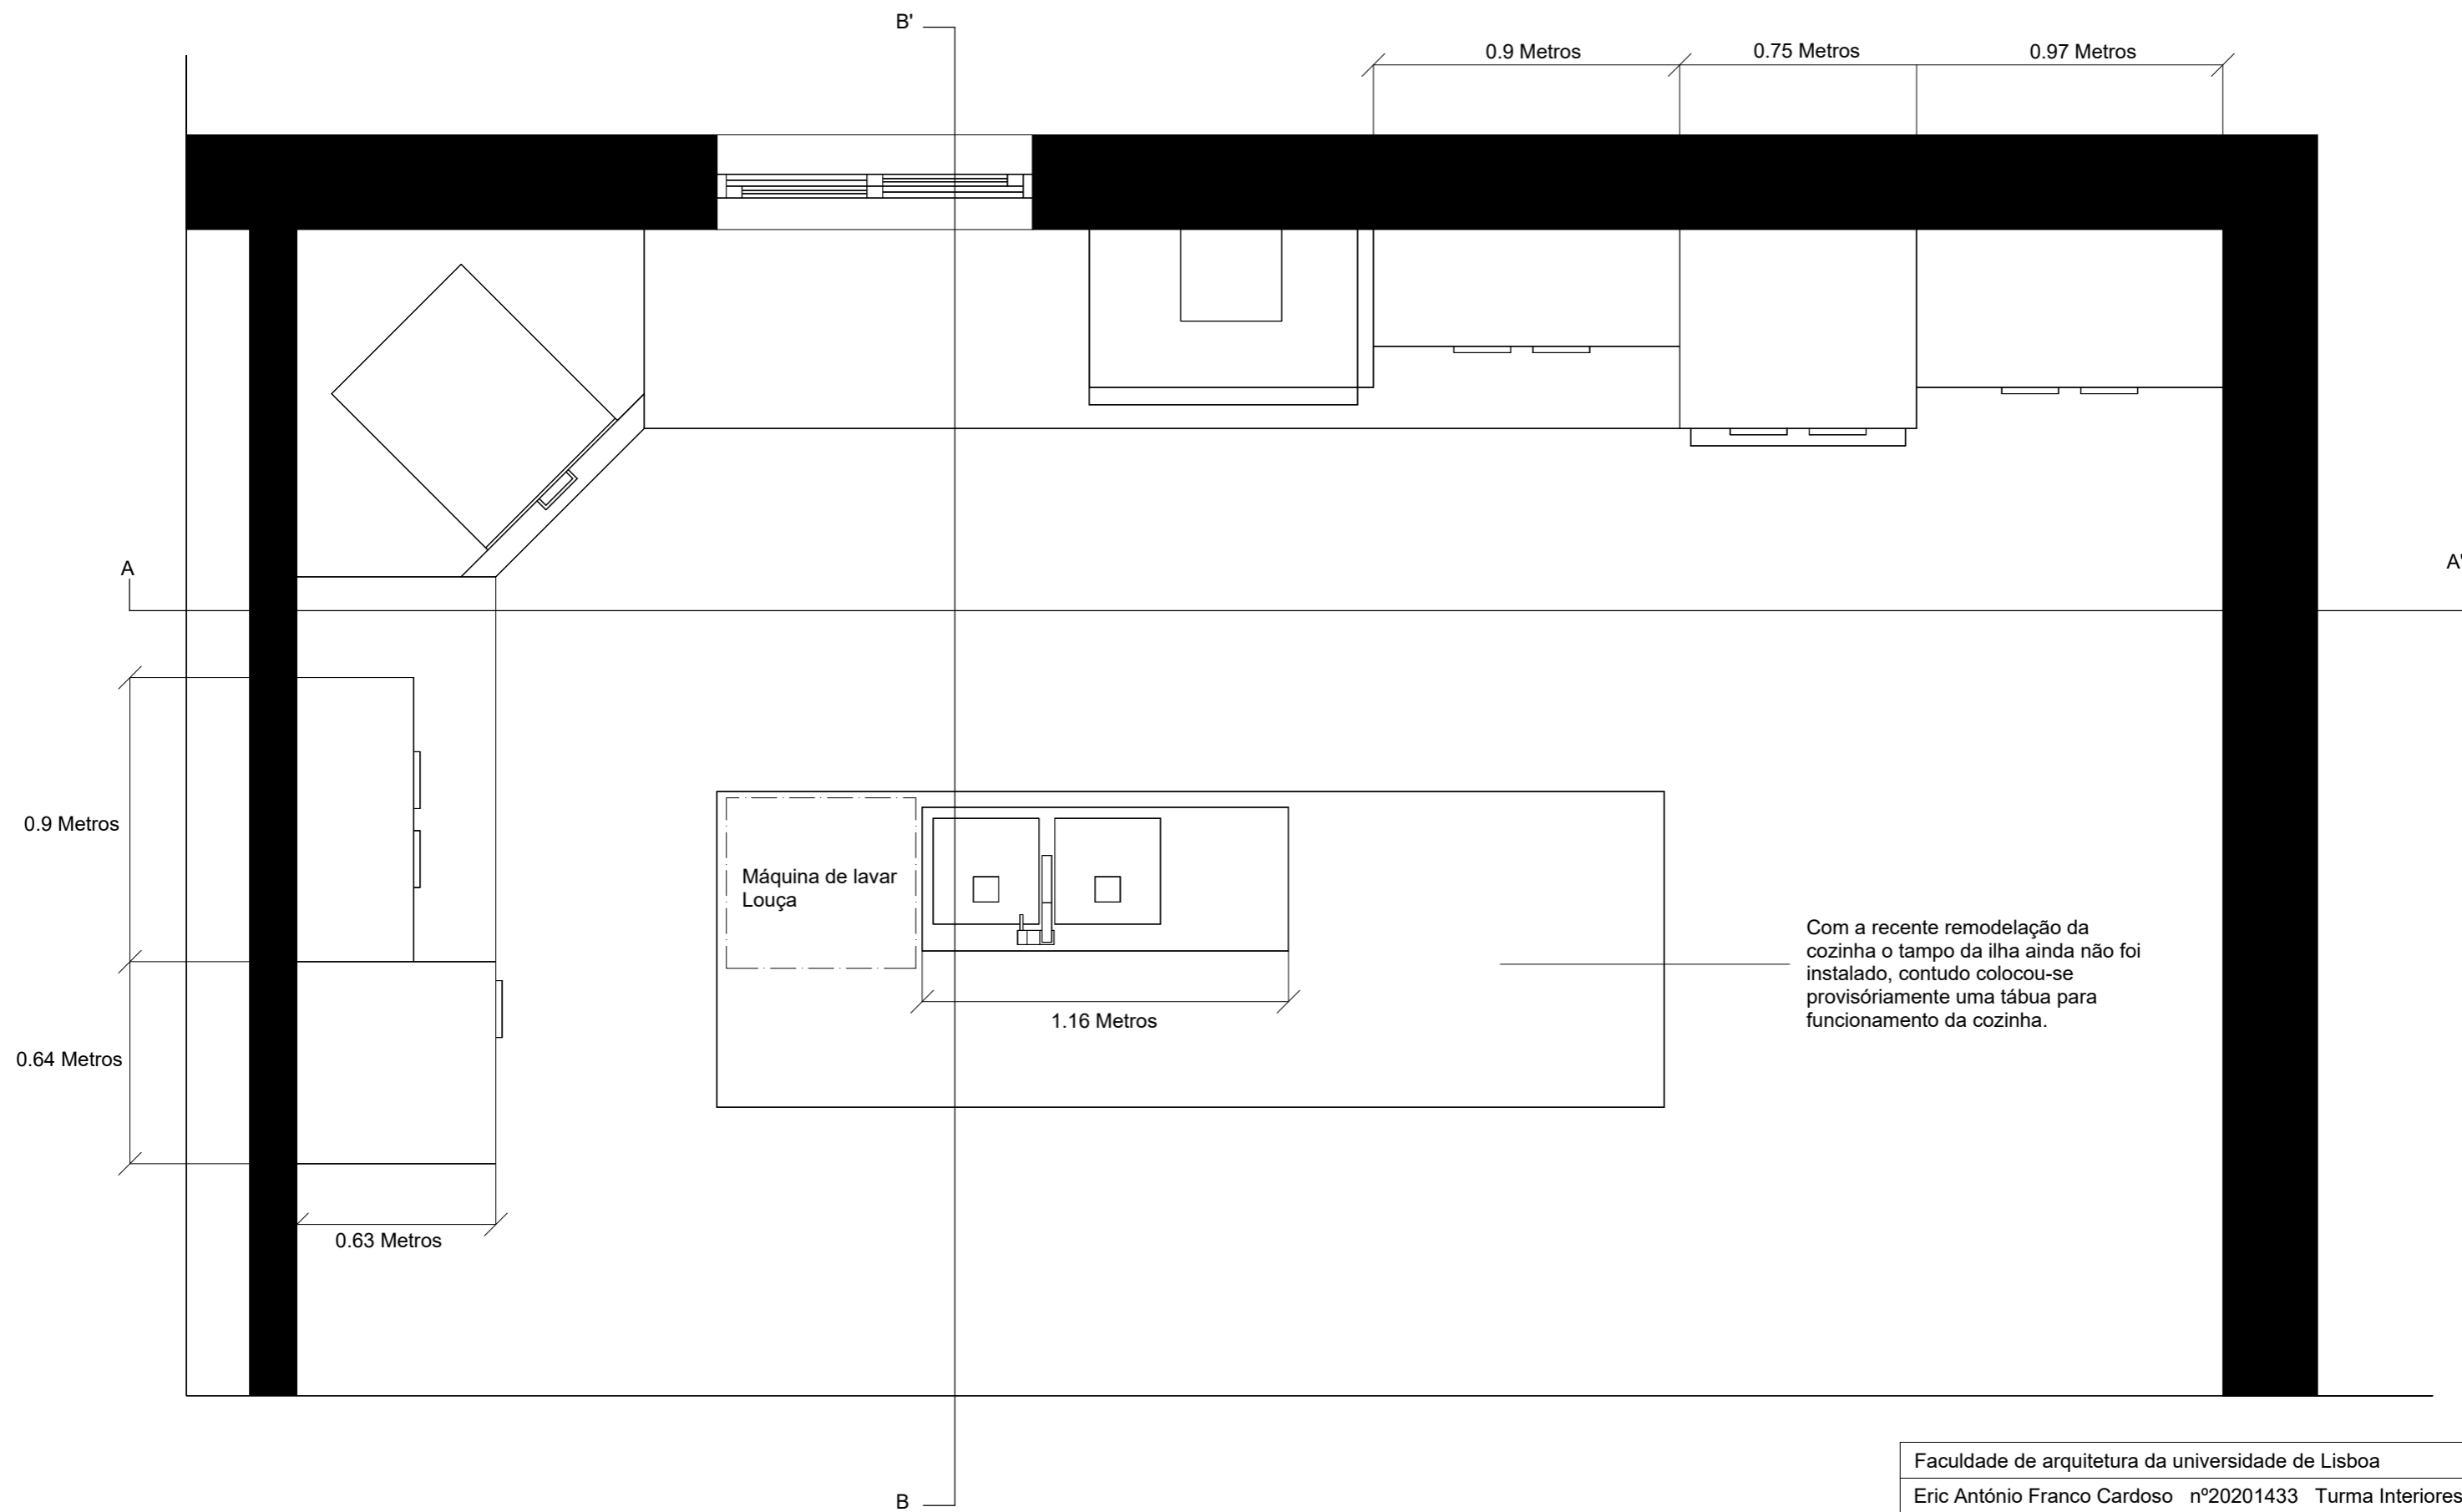 B'
0.9 Metros
0.75 Metros
0.97 Metros
A
A'
0.9 Metros
Máquina de lavar
Louça
Com a recente remodelação da
cozinha o tampo da ilha ainda não foi
instalado, contudo colocou-se
provisóriamente uma tábua para
funcionamento da cozinha.
1.16 Metros
0.64 Metros
0.63 Metros
Faculdade de arquitetura da universidade de Lisboa
Eric António Franco Cardoso nº20201433 Turma Interiores
B